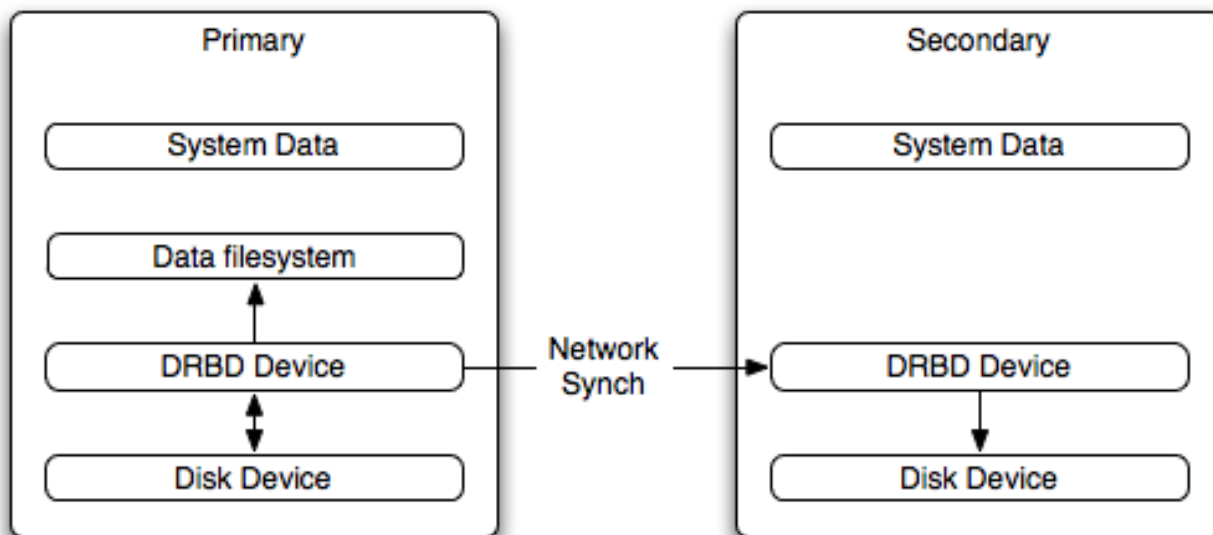 Primary
System Data
Data filesystem
DRBD Device
Disk Device
Network
Synch
Secondary
System Data
DRBD Device
Disk Device